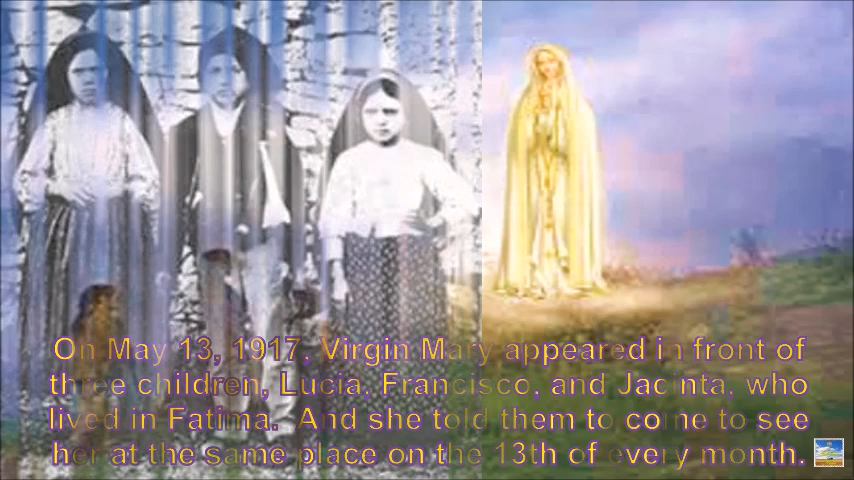 On May 13, 1917, Virgin Mary appeared in front of
three children, Lucia, Francisco, and Jacinta, who
lived in Fatima. And she told them to come to see
her at the same place on the 13th of every month.